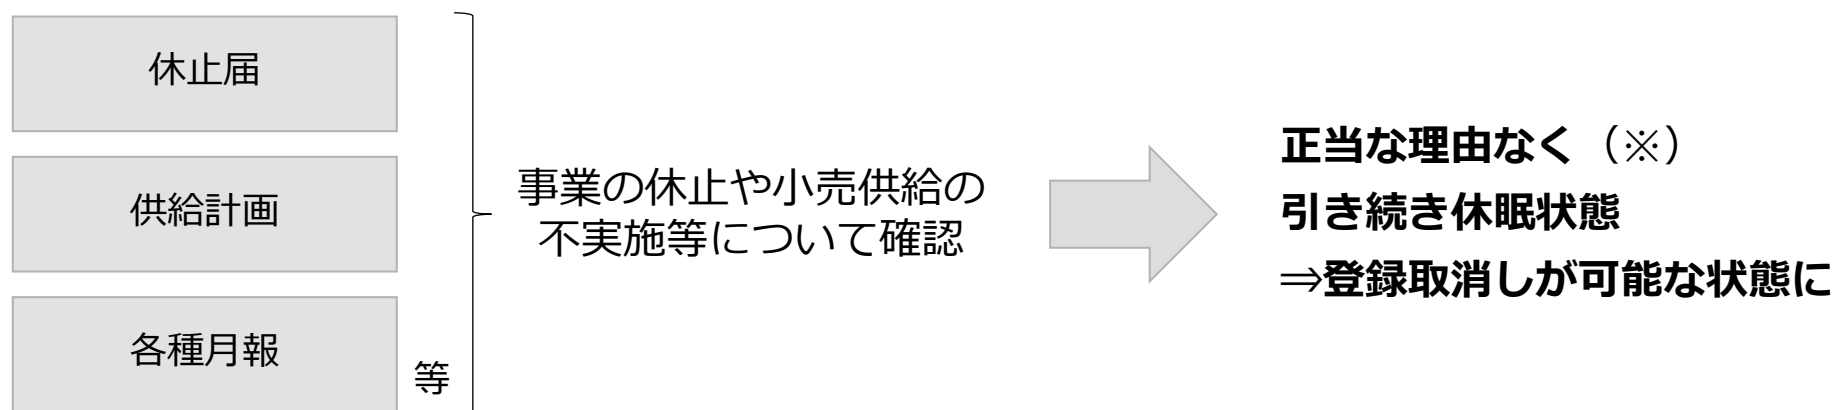 休止届
供給計画
各種月報
等
事業の休止や小売供給の
不実施等について確認
正当な理由なく（※）
引き続き休眠状態
⇒登録取消しが可能な状態に